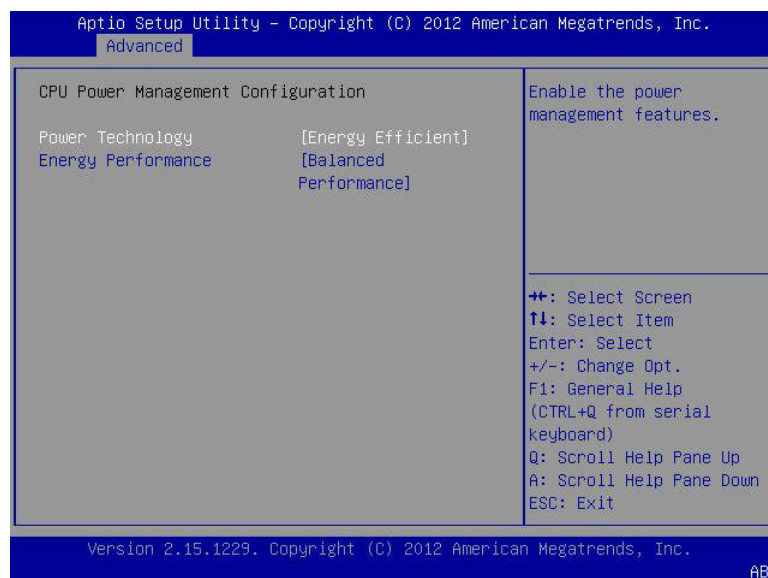 Aptio Setup Utility – Copyright (C) 2012 American Megatrends, Inc.
Advanced
CPU Power Management Configuration
Power Technology [Energy Efficient]
Energy Performance [Balanced
Performance]
Enable the power
management features.
→←: Select Screen
↑↓: Select Item
Enter: Select
+/-: Change Opt.
F1: General Help
(CTRL+Q from serial
keyboard)
Q: Scroll Help Pane Up
A: Scroll Help Pane Down
ESC: Exit
Version 2.15.1229. Copyright (C) 2012 American Megatrends, Inc.
AB